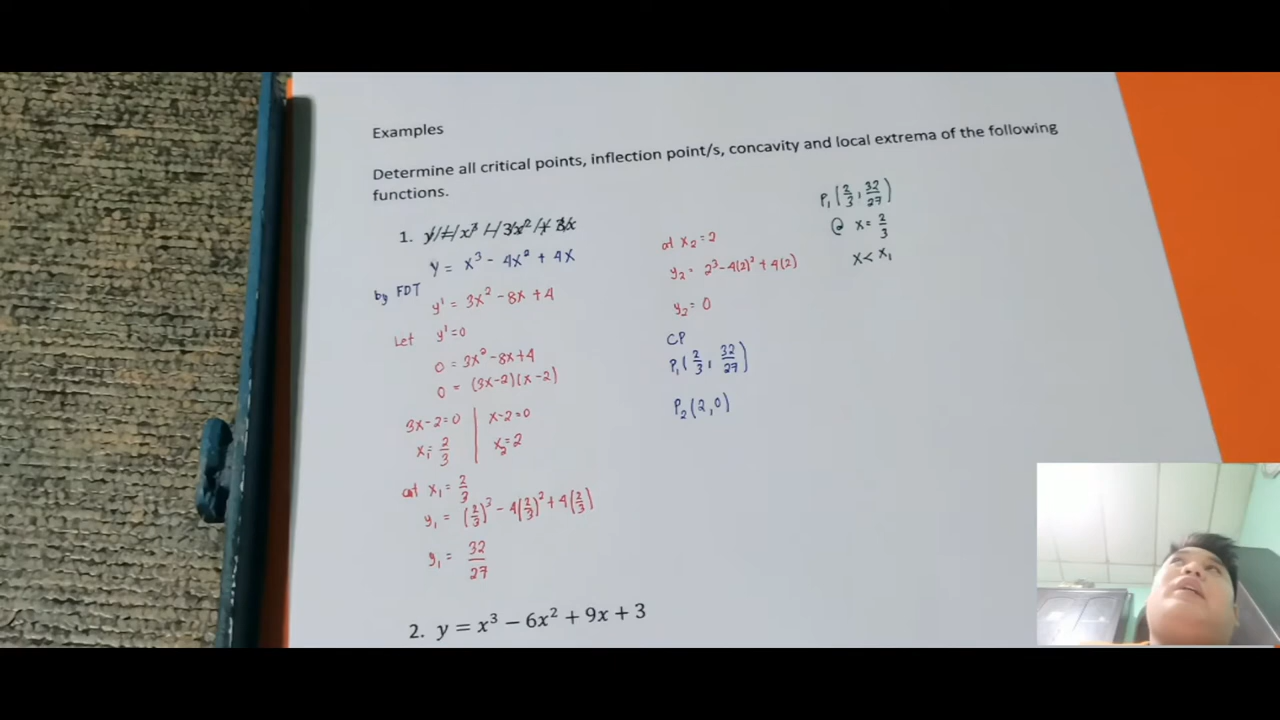 Examples
Determine all critical points, inflection point/s, concavity and local extrema of the following
functions.
1. y = x³ - 3x² + 3x
y = x³ - 4x² + 4x
by FDT
y' = 3x² - 8x + 4
Let y' = 0
0 = 3x² - 8x + 4
0 = (3x-2)(x-2)
3x-2=0 | x-2=0
x₁ = 2/3 | x₂ = 2
at x₁ = 2/3
y₁ = (2/3)³ - 4(2/3)² + 4(2/3)
y₁ = 32/27
2. y = x³ − 6x² + 9x + 3
at x₂ = 2
y₂ = 2³ - 4(2)² + 4(2)
y₂ = 0
CP
P₁(2/3, 32/27)
P₂(2,0)
P₁(2/3, 32/27)
@ x = 2/3
x < x₁